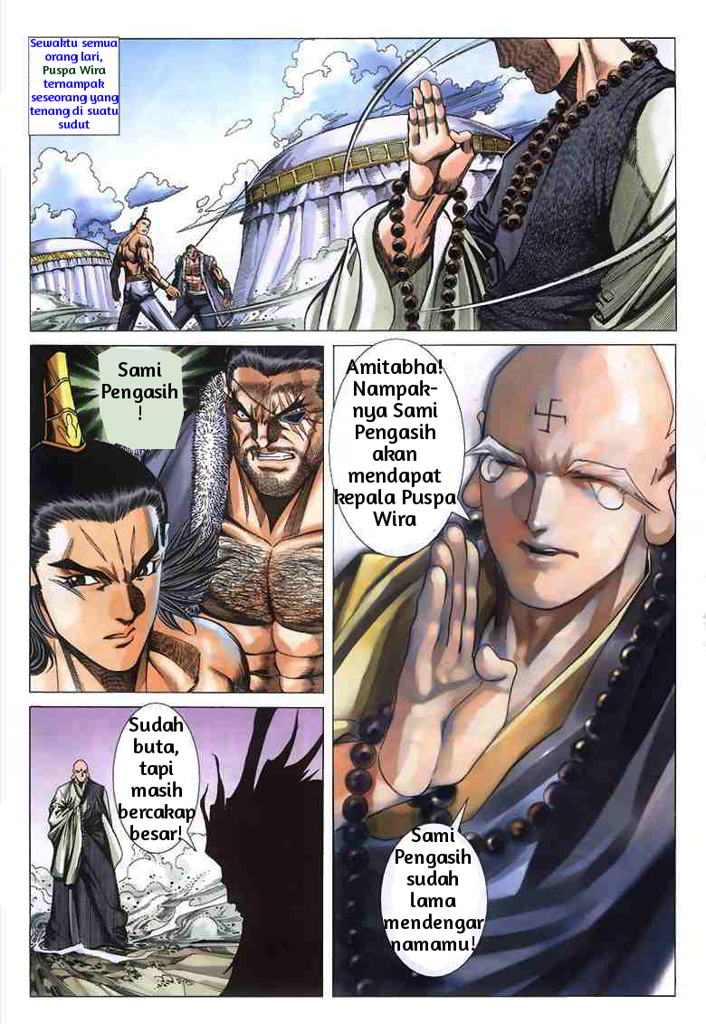 Sewaktu semua
orang lari,
Puspa Wira
ternampak
seseorang yang
tenang di suatu
sudut
Sami
Pengasih
!
Amitabha!
Nampak-
nya Sami
Pengasih
akan
mendapat
kepala Puspa
Wira
Sudah
buta,
tapi
masih
bercakap
besar!
Sami
Pengasih
sudah
lama
mendengar
namamu!